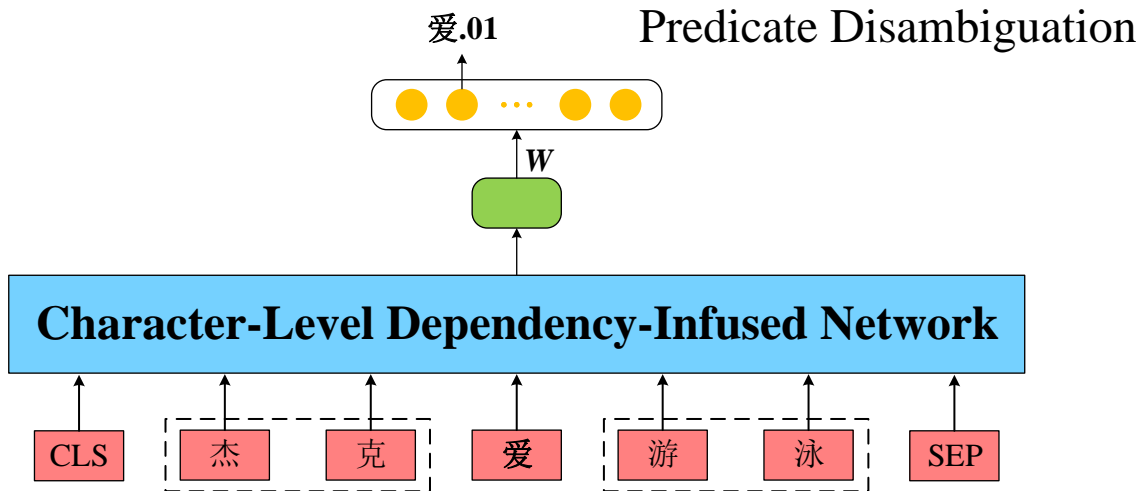 Predicate Disambiguation
爱.01
...
W
Character-Level Dependency-Infused Network
CLS 杰 克 爱 游 泳 SEP